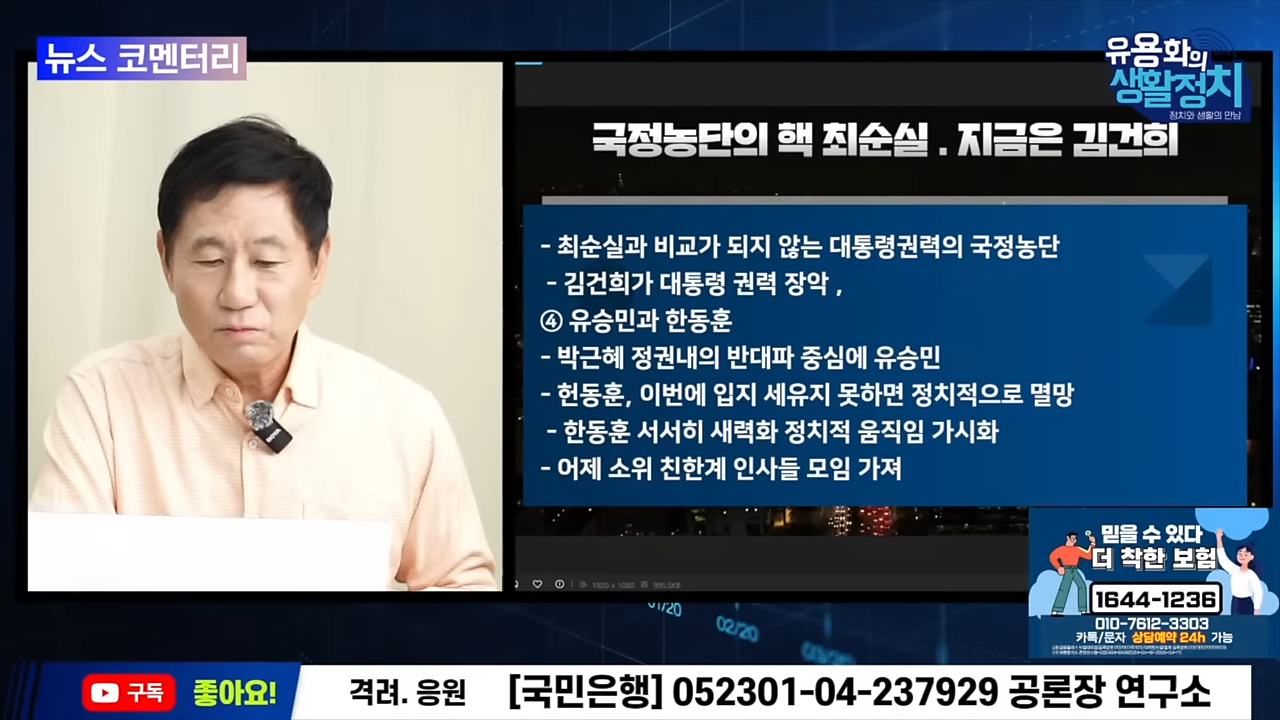 뉴스 코멘터리
유용화의
생활정치
정치와 생활의 만남
국정농단의 핵 최순실 . 지금은 김건희
- 최순실과 비교가 되지 않는 대통령권력의 국정농단
- 김건희가 대통령 권력 장악 ,
④ 유승민과 한동훈
- 박근혜 정권내의 반대파 중심에 유승민
- 헌동훈, 이번에 입지 세유지 못하면 정치적으로 멸망
- 한동훈 서서히 새력화 정치적 움직임 가시화
- 어제 소위 친한계 인사들 모임 가져
1920 x 1080 995.5KB
01/20
02/20
믿을 수 있다
더 착한 보험
1644-1236
010-7612-3303
카톡/문자 상담예약 24h 가능
구독 좋아요! 격려. 응원 [국민은행] 052301-04-237929 공론장 연구소